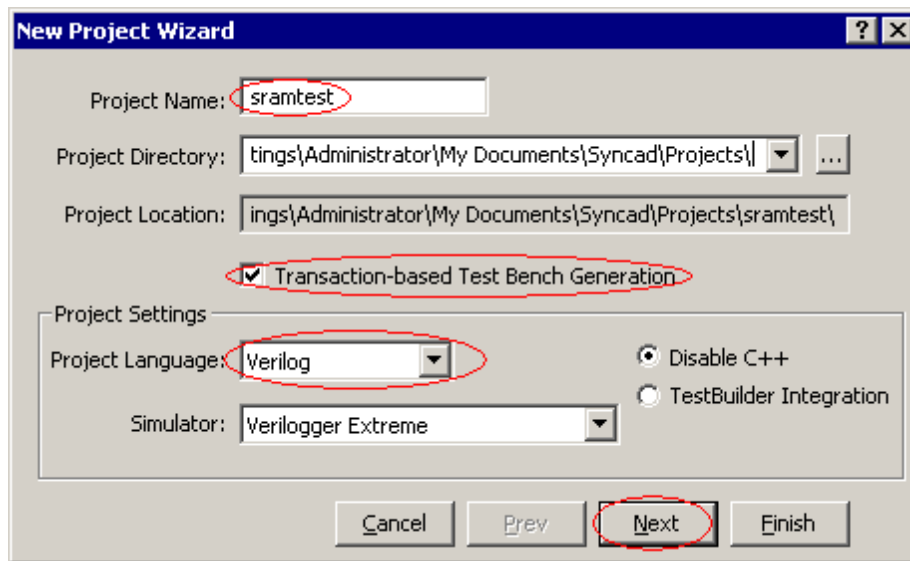 New Project Wizard
Project Name: sramtest
Project Directory: tings\Administrator\My Documents\Syncad\Projects\ ...
Project Location: ings\Administrator\My Documents\Syncad\Projects\sramtest\
Transaction-based Test Bench Generation
Project Settings
Project Language: Verilog
Disable C++
TestBuilder Integration
Simulator: Verilogger Extreme
Cancel Prev Next Finish